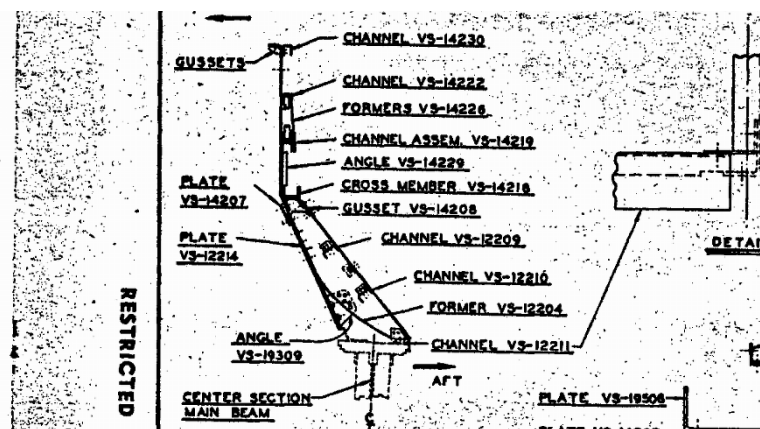 CHANNEL VS-14230
GUSSETS
CHANNEL VS-14222
FORMERS VS-14226
CHANNEL ASSEM. VS-14219
ANGLE VS-14229
PLATE
VS-14207
CROSS MEMBER VS-14218
GUSSET VS-14208
PLATE
VS-12214
CHANNEL VS-12209
DETA
CHANNEL VS-12210
FORMER VS-12204
RESTRICTED
ANGLE
VS-19309
CHANNEL VS-12211
AFT
CENTER SECTION
MAIN BEAM
PLATE VS-19506